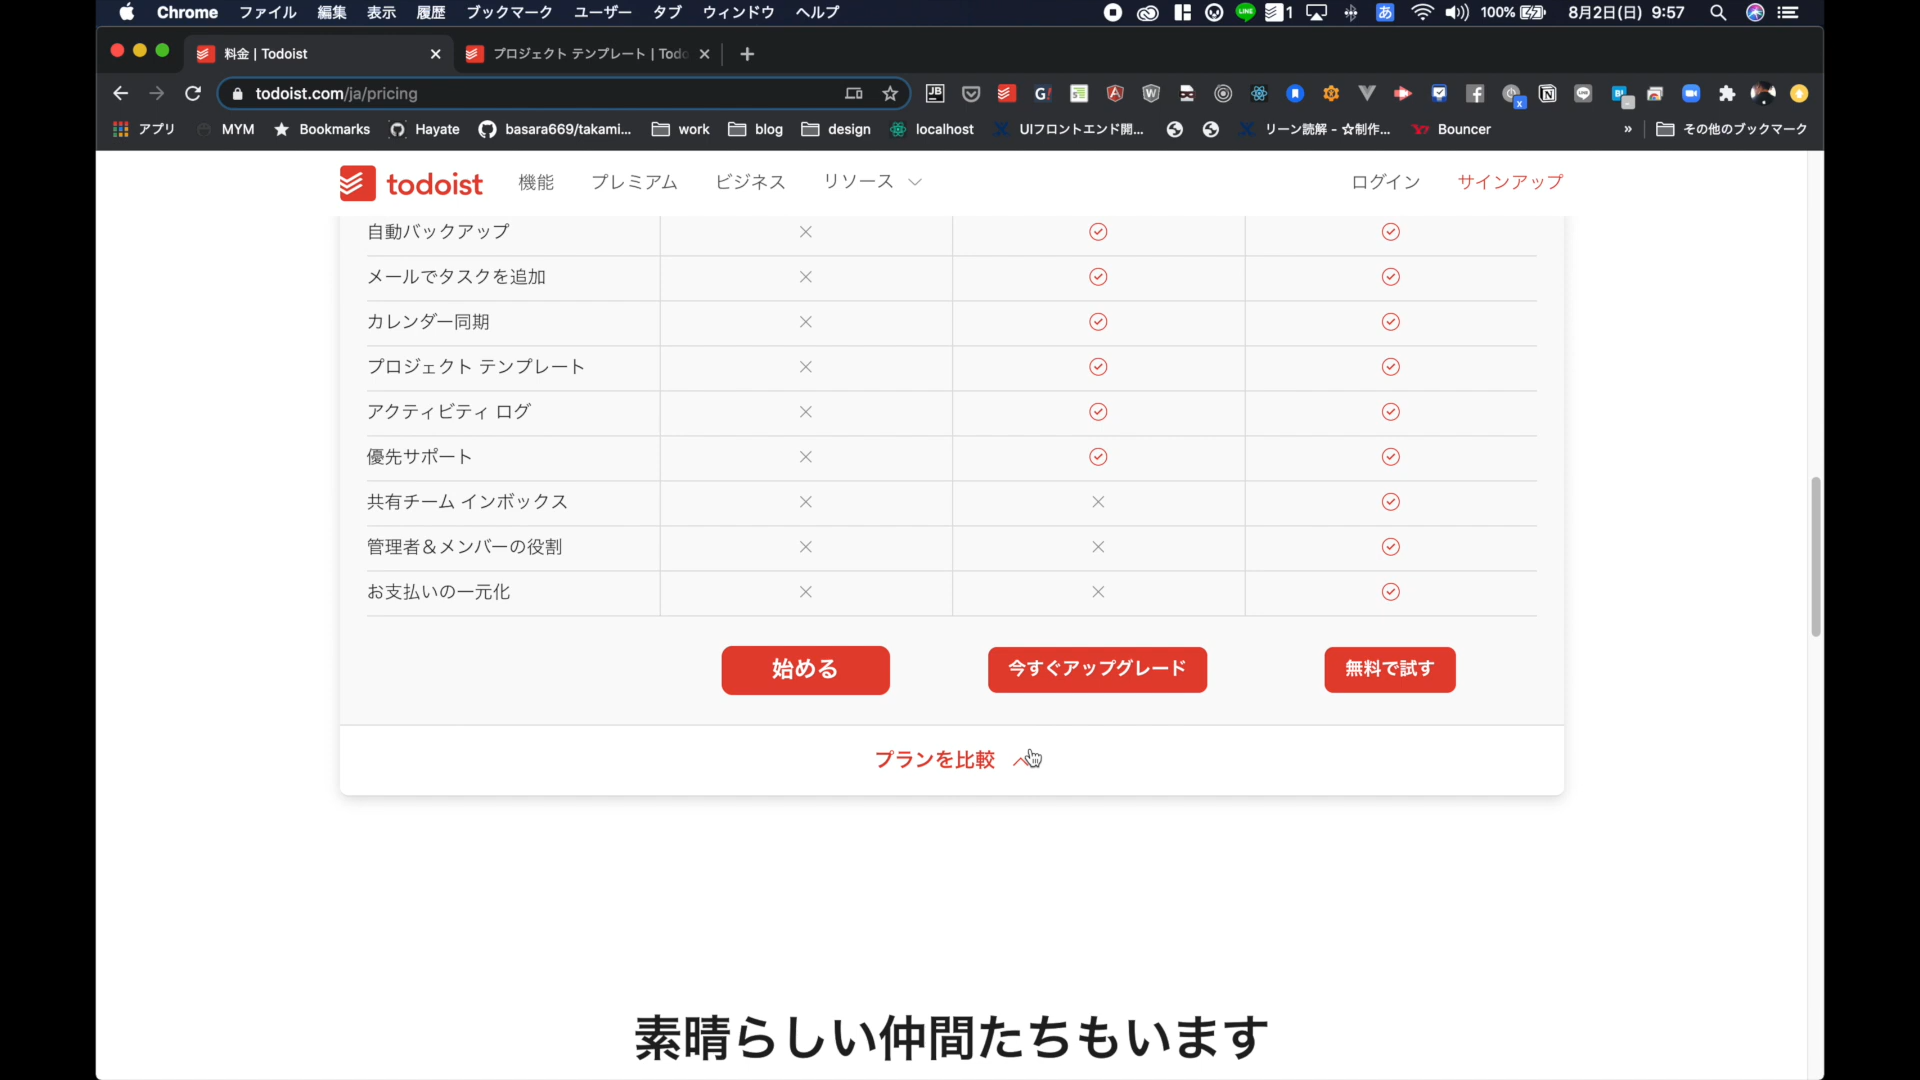 Chrome ファイル 編集 表示 履歴 ブックマーク ユーザー タブ ウィンドウ ヘルプ LINE 1 あ 100% 8月2日(日) 9:57
料金 | Todoist プロジェクト テンプレート | Todo
todoist.com/ja/pricing
アプリ MYM Bookmarks Hayate basara669/takami... work blog design localhost UIフロントエンド開... リーン読解 - ☆制作... Bouncer » その他のブックマーク
todoist 機能 プレミアム ビジネス リソース ログイン サインアップ
自動バックアップ
メールでタスクを追加
カレンダー同期
プロジェクト テンプレート
アクティビティ ログ
優先サポート
共有チーム インボックス
管理者＆メンバーの役割
お支払いの一元化
始める 今すぐアップグレード 無料で試す
プランを比較
素晴らしい仲間たちもいます